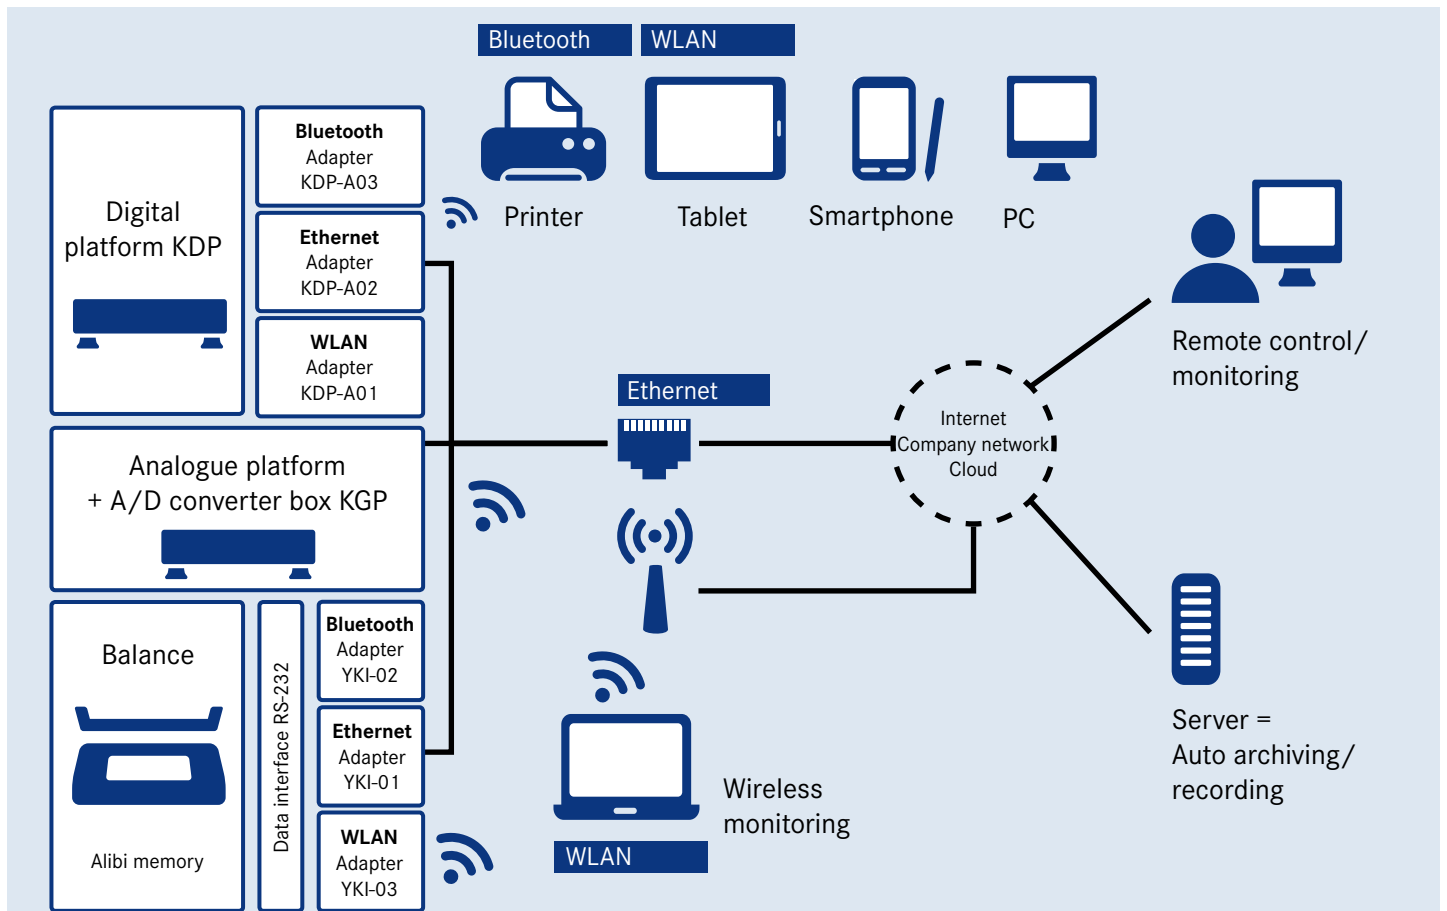 Bluetooth
WLAN
Printer
Tablet
Smartphone
PC
Digital
platform KDP
Bluetooth
Adapter
KDP-A03
Ethernet
Adapter
KDP-A02
WLAN
Adapter
KDP-A01
Analogue platform
+ A/D converter box KGP
Balance
Alibi memory
Data interface RS-232
Bluetooth
Adapter
YKI-02
Ethernet
Adapter
YKI-01
WLAN
Adapter
YKI-03
Ethernet
Wireless
monitoring
WLAN
Internet
Company network
Cloud
Remote control/
monitoring
Server =
Auto archiving/
recording